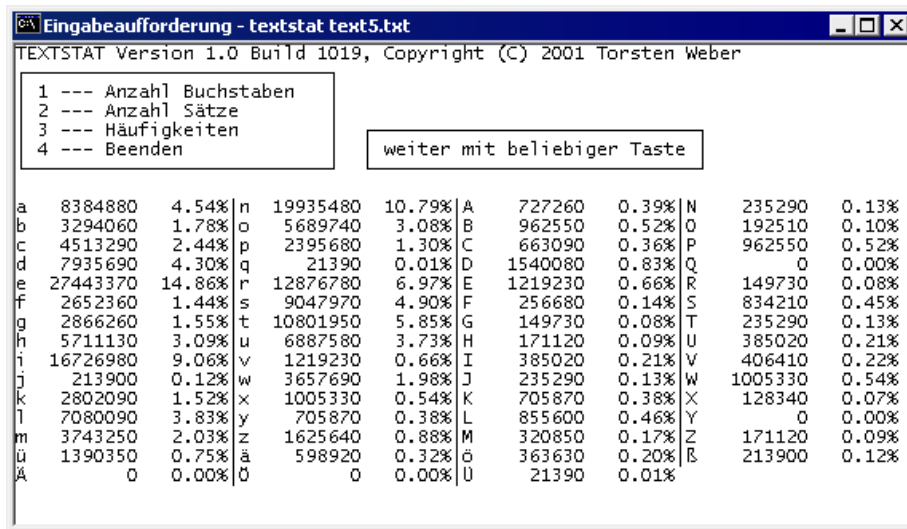 Eingabeaufforderung - textstat text5.txt
TEXTSTAT Version 1.0 Build 1019, Copyright (C) 2001 Torsten Weber
1 --- Anzahl Buchstaben
2 --- Anzahl Sätze
3 --- Häufigkeiten
4 --- Beenden
weiter mit beliebiger Taste
a 8384880 4.54% n 19935480 10.79% A 727260 0.39% N 235290 0.13%
b 3294060 1.78% o 5689740 3.08% B 962550 0.52% O 192510 0.10%
c 4513290 2.44% p 2395680 1.30% C 663090 0.36% P 962550 0.52%
d 7935690 4.30% q 21390 0.01% D 1540080 0.83% Q 0 0.00%
e 27443370 14.86% r 12876780 6.97% E 1219230 0.66% R 149730 0.08%
f 2652360 1.44% s 9047970 4.90% F 256680 0.14% S 834210 0.45%
g 2866260 1.55% t 10801950 5.85% G 149730 0.08% T 235290 0.13%
h 5711130 3.09% u 6887580 3.73% H 171120 0.09% U 385020 0.21%
i 16726980 9.06% v 1219230 0.66% I 385020 0.21% V 406410 0.22%
j 213900 0.12% w 3657690 1.98% J 235290 0.13% W 1005330 0.54%
k 2802090 1.52% x 1005330 0.54% K 705870 0.38% X 128340 0.07%
l 7080090 3.83% y 705870 0.38% L 855600 0.46% Y 0 0.00%
m 3743250 2.03% z 1625640 0.88% M 320850 0.17% Z 171120 0.09%
ü 1390350 0.75% ä 598920 0.32% ö 363630 0.20% ß 213900 0.12%
Ä 0 0.00% Ö 0 0.00% Ü 21390 0.01%